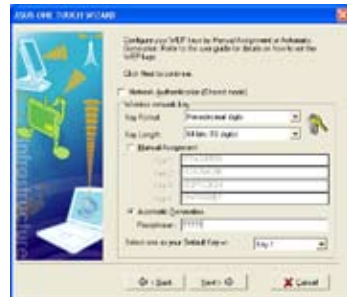 ASUS ONE TOUCH WIZARD
Configure your WEP keys by Manual Assignment or Automatic
Generation. Refer to the user guide for details on how to set the
WEP keys.
Click Next to continue.
Network Authentication (Shared mode)
Wireless network key
Key Format: Hexadecimal digits
Key Length: 64 bits (10 digits)
Manual Assignment
Key 1:
Key 2:
Key 3:
Key 4:
Automatic Generation
Passphrase:
Select one as your Default Key => Key 1
< Back
Next >
Cancel
Infrastructure